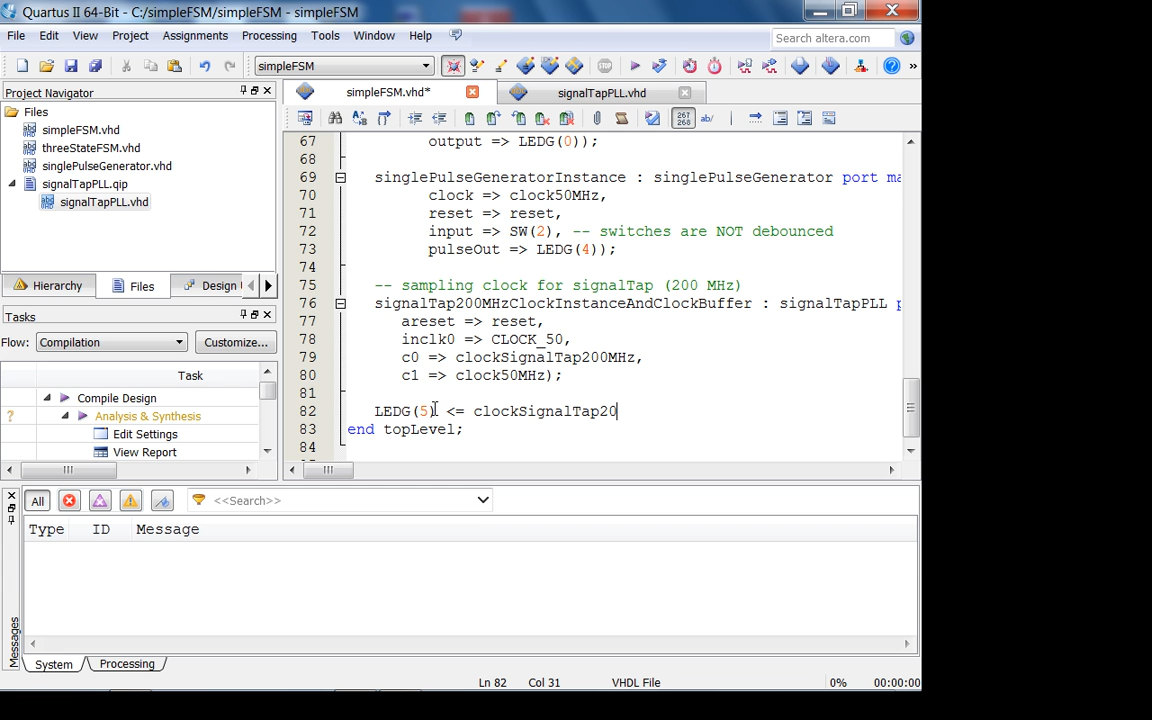 Quartus II 64-Bit - C:/simpleFSM/simpleFSM - simpleFSM
File Edit View Project Assignments Processing Tools Window Help
Search altera.com
simpleFSM
STOP
»
Project Navigator
simpleFSM.vhd*
signalTapPLL.vhd
Files
simpleFSM.vhd
threeStateFSM.vhd
singlePulseGenerator.vhd
signalTapPLL.qip
signalTapPLL.vhd
Hierarchy Files Design
Tasks
Flow: Compilation Customize...
Task
Compile Design
? Analysis & Synthesis
Edit Settings
View Report
267
268
ab/
67 output => LEDG(0));
68
69 singlePulseGeneratorInstance : singlePulseGenerator port ma
70 clock => clock50MHz,
71 reset => reset,
72 input => SW(2), -- switches are NOT debounced
73 pulseOut => LEDG(4));
74
75 -- sampling clock for signalTap (200 MHz)
76 signalTap200MHzClockInstanceAndClockBuffer : signalTapPLL p
77 areset => reset,
78 inclk0 => CLOCK_50,
79 c0 => clockSignalTap200MHz,
80 c1 => clock50MHz);
81
82 LEDG(5) <= clockSignalTap20
83 end topLevel;
84
All <<Search>>
Type ID Message
Messages
System Processing
Ln 82 Col 31 VHDL File 0% 00:00:00